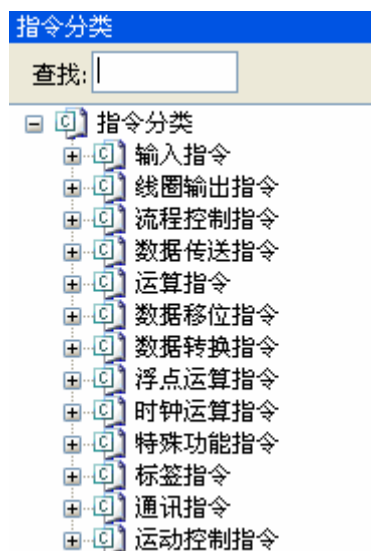 指令分类
查找:
指令分类
输入指令
线圈输出指令
流程控制指令
数据传送指令
运算指令
数据移位指令
数据转换指令
浮点运算指令
时钟运算指令
特殊功能指令
标签指令
通讯指令
运动控制指令